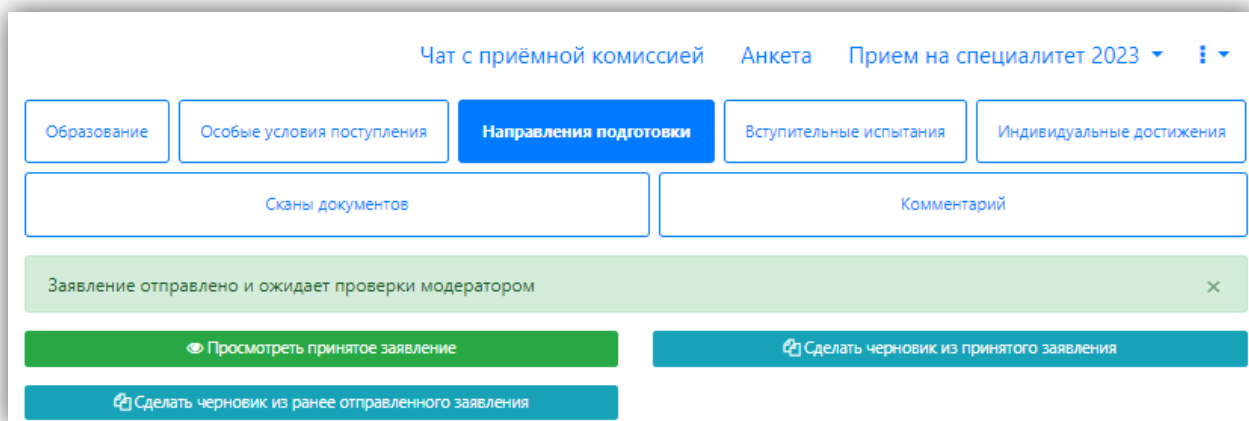 Чат с приёмной комиссией Анкета Прием на специалитет 2023
Образование Особые условия поступления Направления подготовки Вступительные испытания Индивидуальные достижения
Сканы документов Комментарий
Заявление отправлено и ожидает проверки модератором ×
Просмотреть принятое заявление Сделать черновик из принятого заявления
Сделать черновик из ранее отправленного заявления